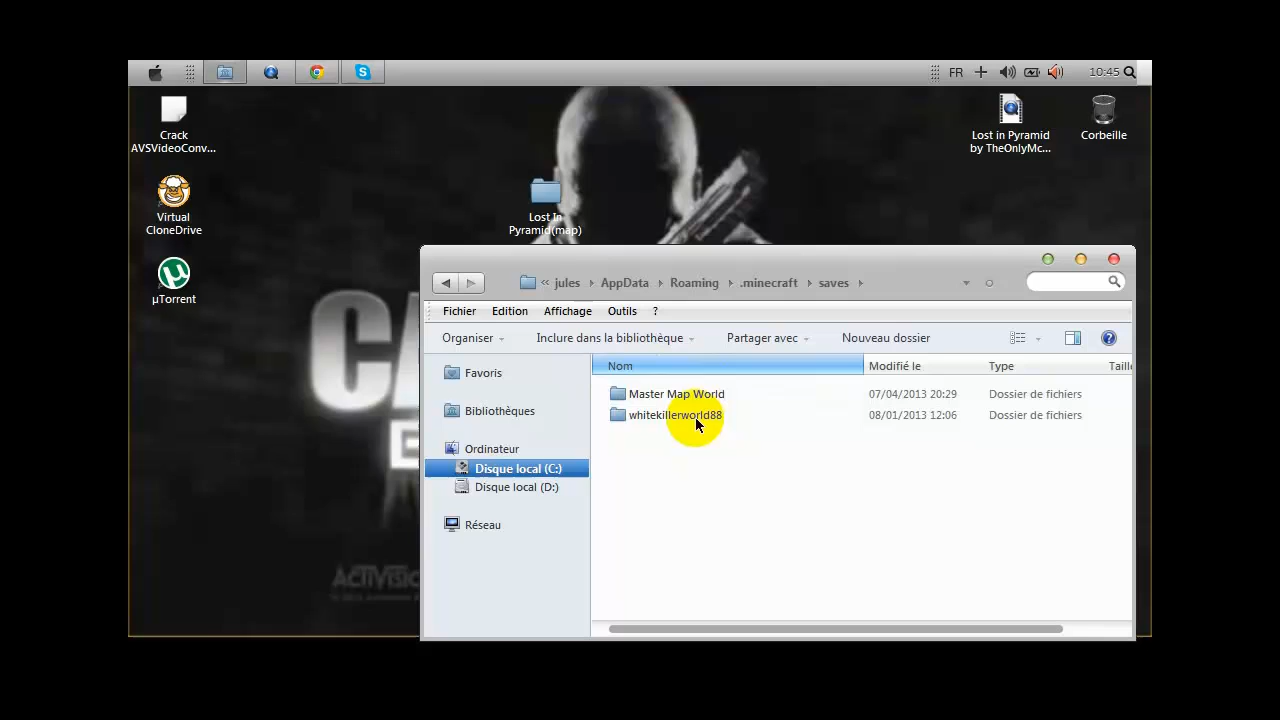 FR
10:45
Crack
AVSVideoConv...
Virtual
CloneDrive
µTorrent
Lost In
Pyramid(map)
Lost in Pyramid
by TheOnlyMc...
Corbeille
« jules AppData Roaming .minecraft saves
Fichier Edition Affichage Outils ?
Organiser Inclure dans la bibliothèque Partager avec Nouveau dossier
Favoris
Bibliothèques
Ordinateur
Disque local (C:)
Disque local (D:)
Réseau
Nom Modifié le Type Taille
Master Map World 07/04/2013 20:29 Dossier de fichiers
whitekillerworld88 08/01/2013 12:06 Dossier de fichiers